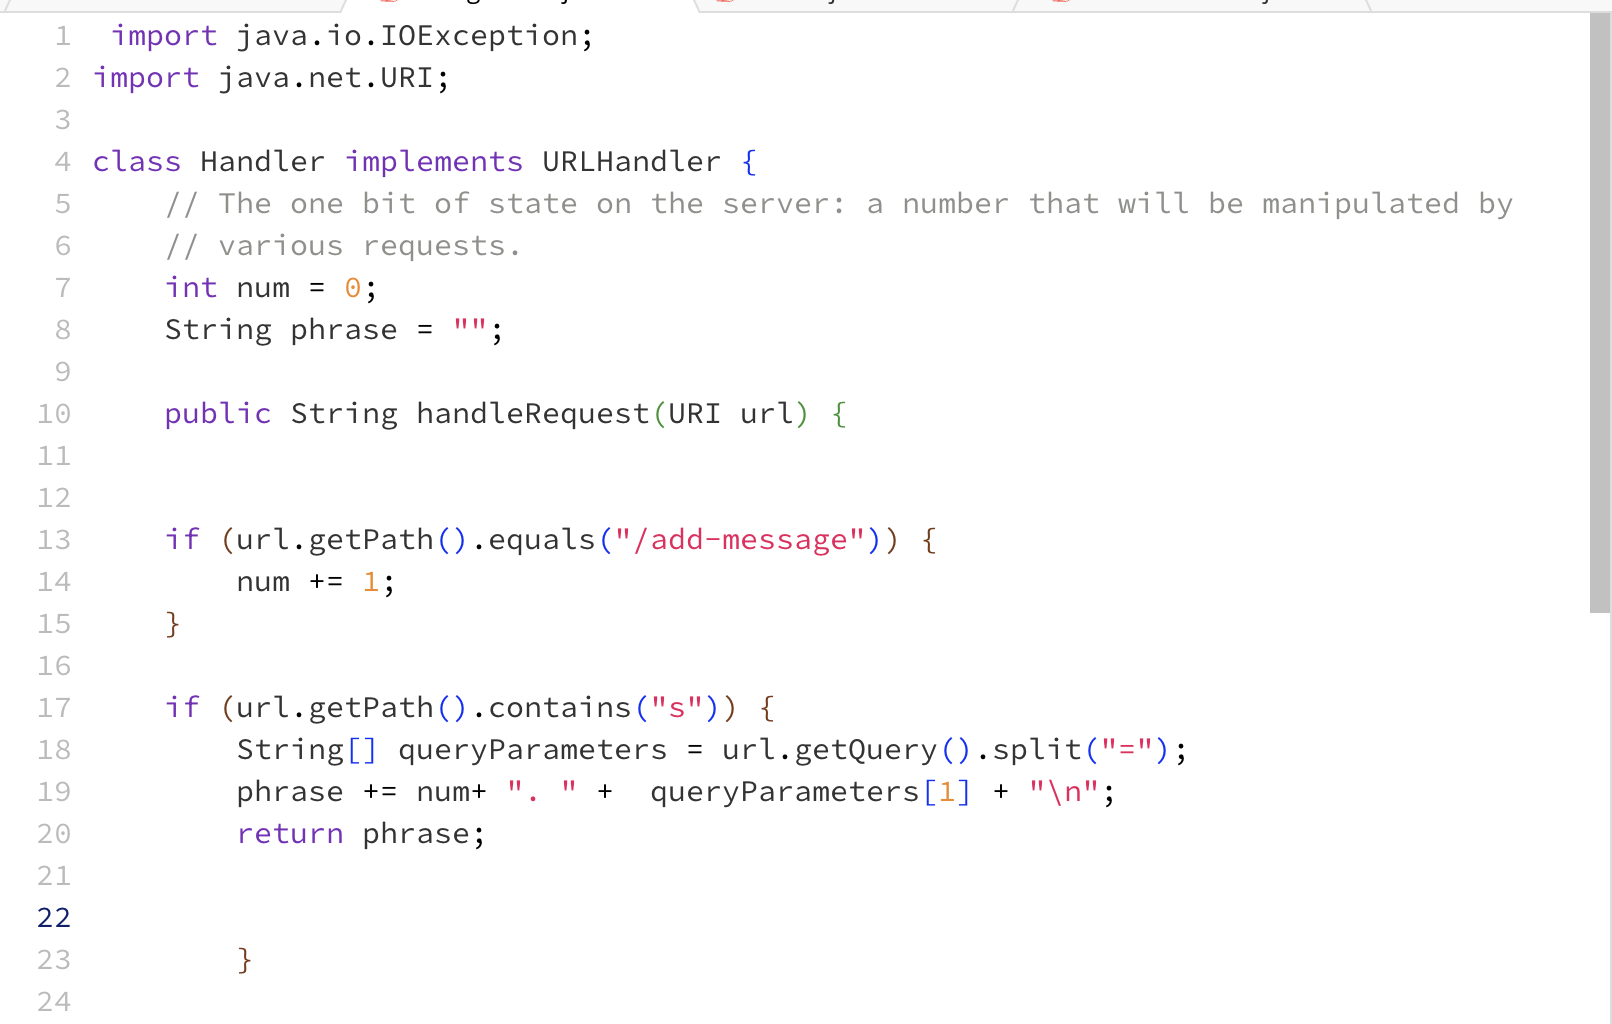 1 import java.io.IOException;
2 import java.net.URI;
3
4 class Handler implements URLHandler {
5 // The one bit of state on the server: a number that will be manipulated by
6 // various requests.
7 int num = 0;
8 String phrase = "";
9
10 public String handleRequest(URI url) {
11
12
13 if (url.getPath().equals("/add-message")) {
14 num += 1;
15 }
16
17 if (url.getPath().contains("s")) {
18 String[] queryParameters = url.getQuery().split("=");
19 phrase += num+ ". " +  queryParameters[1] + "\n";
20 return phrase;
21
22
23 }
24